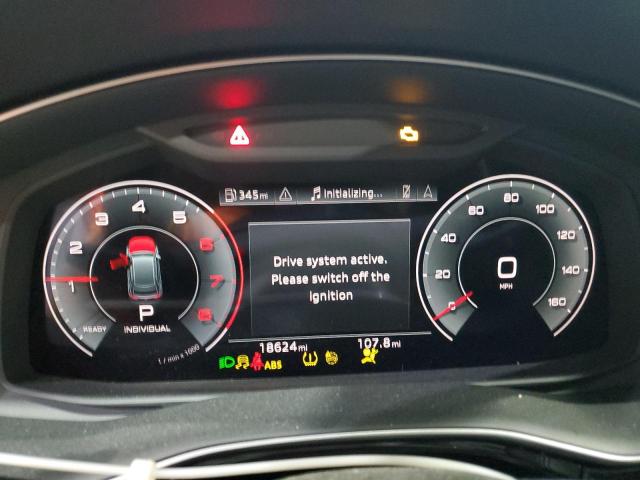 345mi
Initializing...
1 2 3 4 5 6 7 8
READY
P
INDIVIDUAL
1 / min x 1000
Drive system active.
Please switch off the
ignition
0 20 40 60 80 100 120 140 160
0
MPH
18624mi
107.8mi
ABS